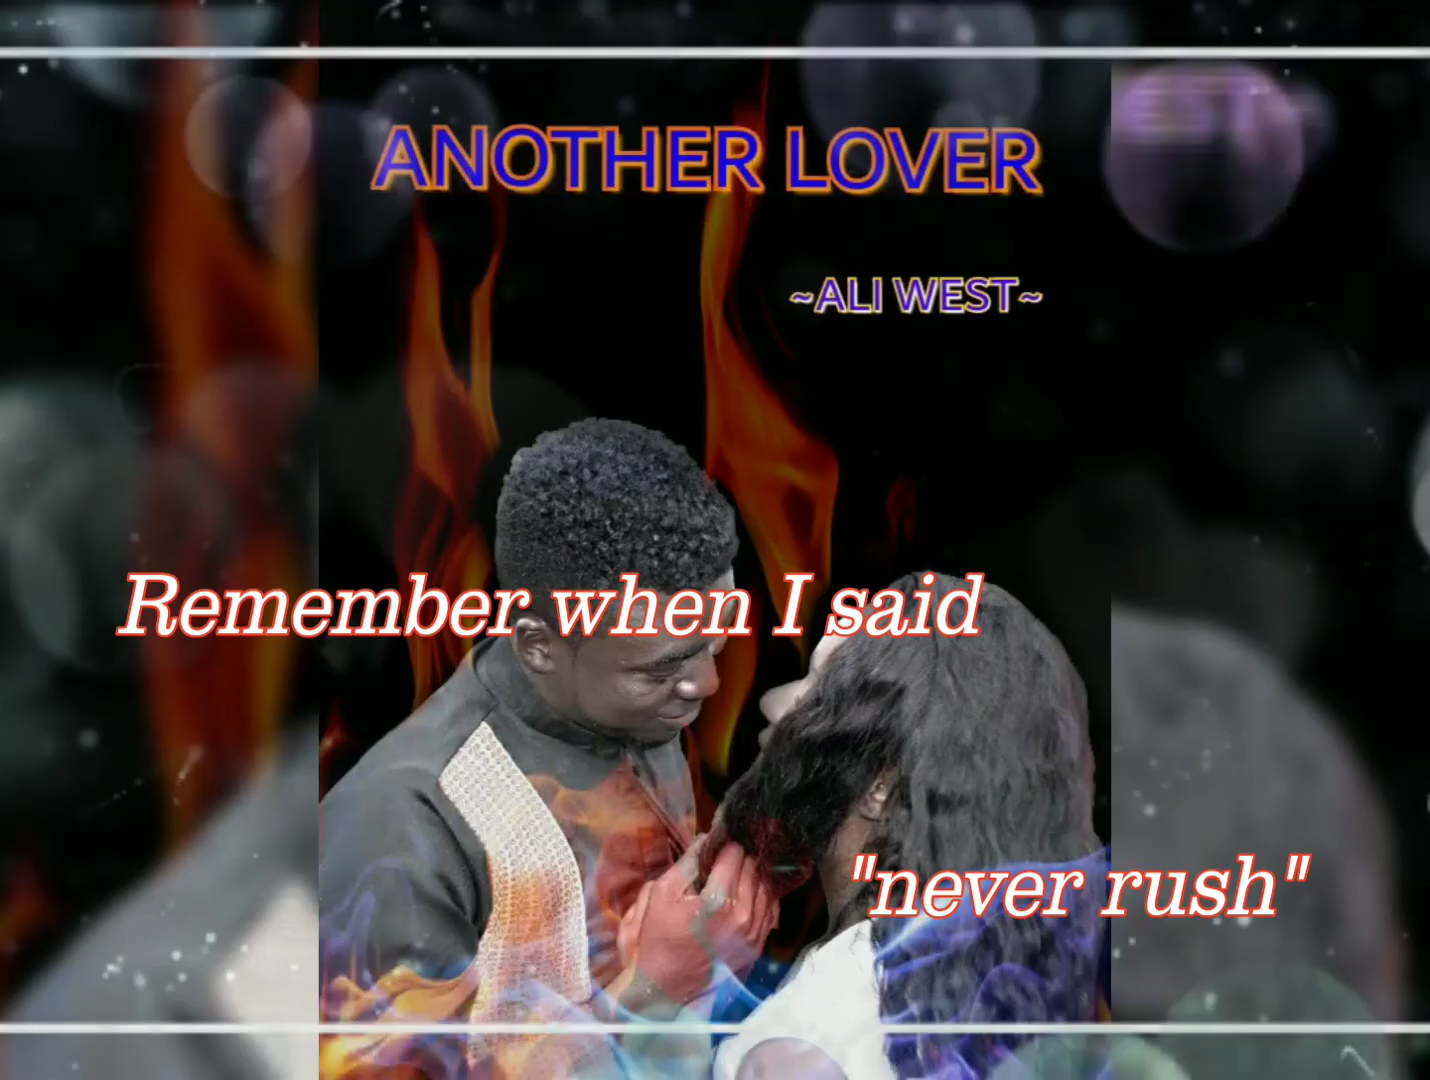 ANOTHER LOVER
~ALI WEST~
Remember when I said
"never rush"